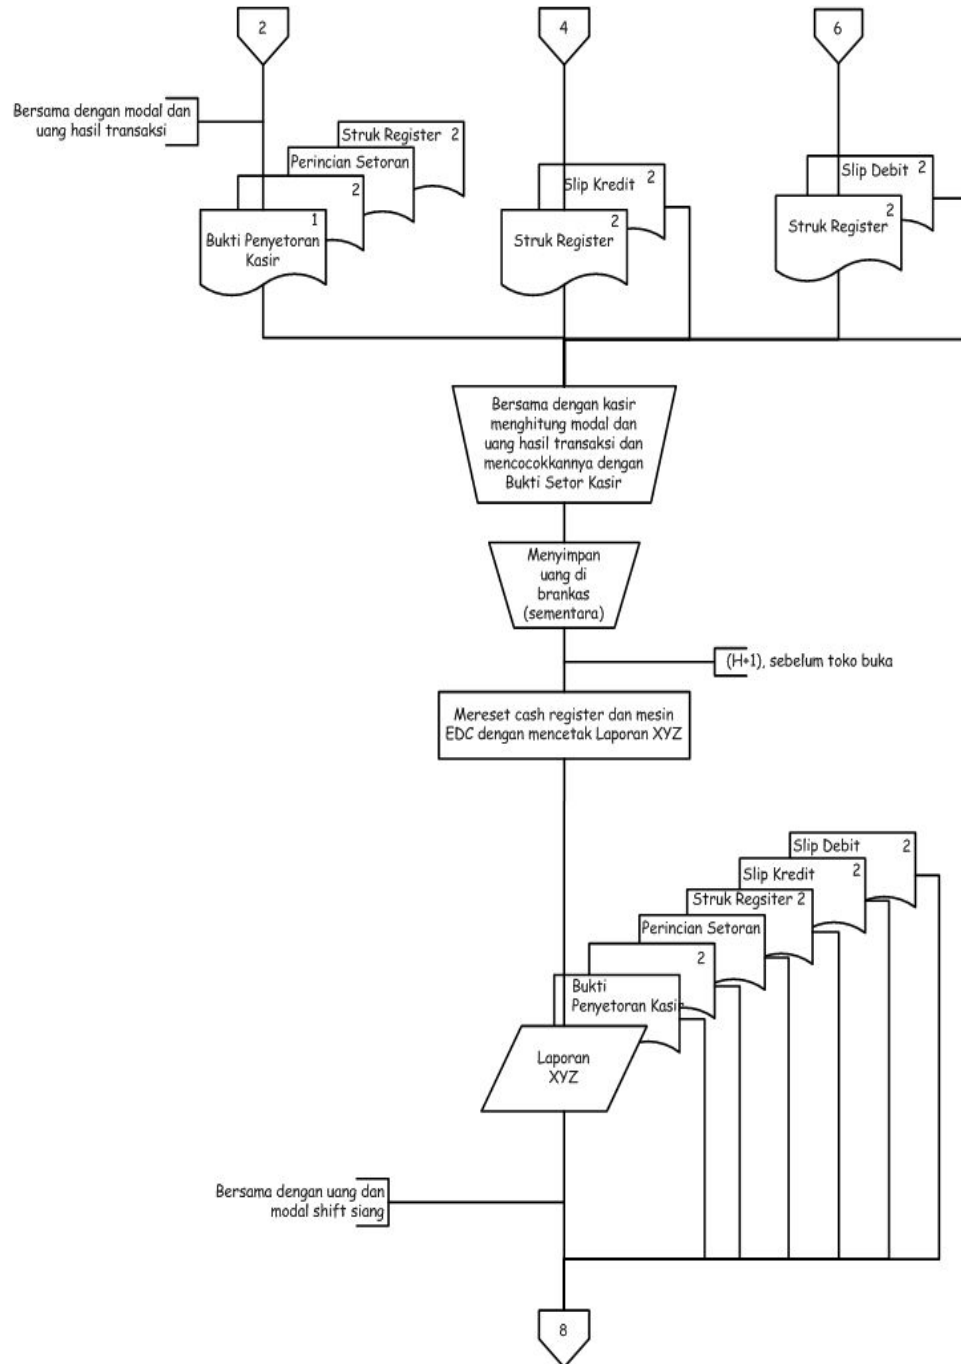 2
4
6
Bersama dengan modal dan
uang hasil transaksi
Struk Register 2
Perincian Setoran
2
1
Bukti Penyetoran
Kasir
Slip Kredit 2
2
Struk Register
Slip Debit 2
2
Struk Register
Bersama dengan kasir
menghitung modal dan
uang hasil transaksi dan
mencocokkannya dengan
Bukti Setor Kasir
Menyimpan
uang di
brankas
(sementara)
(H+1), sebelum toko buka
Mereset cash register dan mesin
EDC dengan mencetak Laporan XYZ
Slip Debit 2
Slip Kredit 2
Struk Regsiter 2
Perincian Setoran
2
Bukti
Penyetoran Kasir
Laporan
XYZ
Bersama dengan uang dan
modal shift siang
8